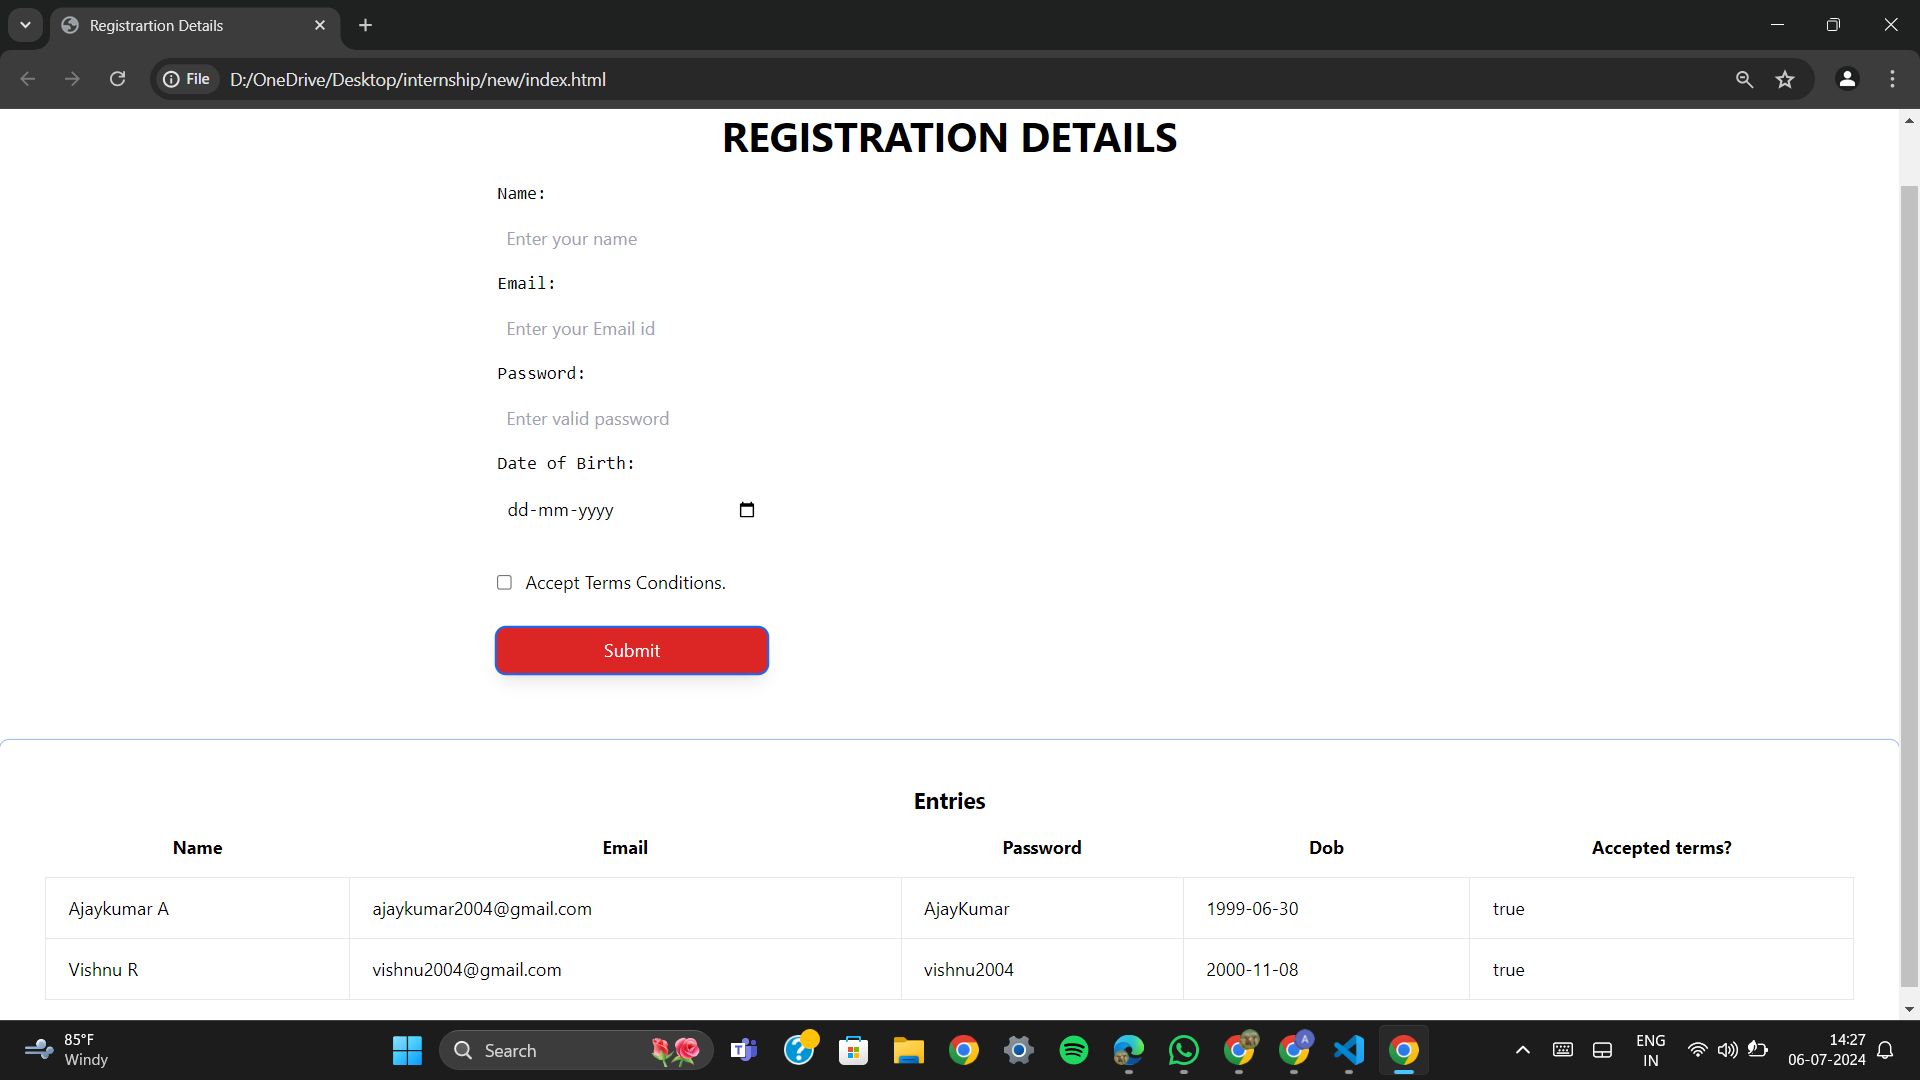 Registrartion Details
File D:/OneDrive/Desktop/internship/new/index.html
REGISTRATION DETAILS
Name:
Enter your name
Email:
Enter your Email id
Password:
Enter valid password
Date of Birth:
dd-mm-yyyy
Accept Terms Conditions.
Submit
Entries
Name Email Password Dob Accepted terms?
Ajaykumar A ajaykumar2004@gmail.com AjayKumar 1999-06-30 true
Vishnu R vishnu2004@gmail.com vishnu2004 2000-11-08 true
85°F
Windy
Search
ENG
IN
14:27
06-07-2024